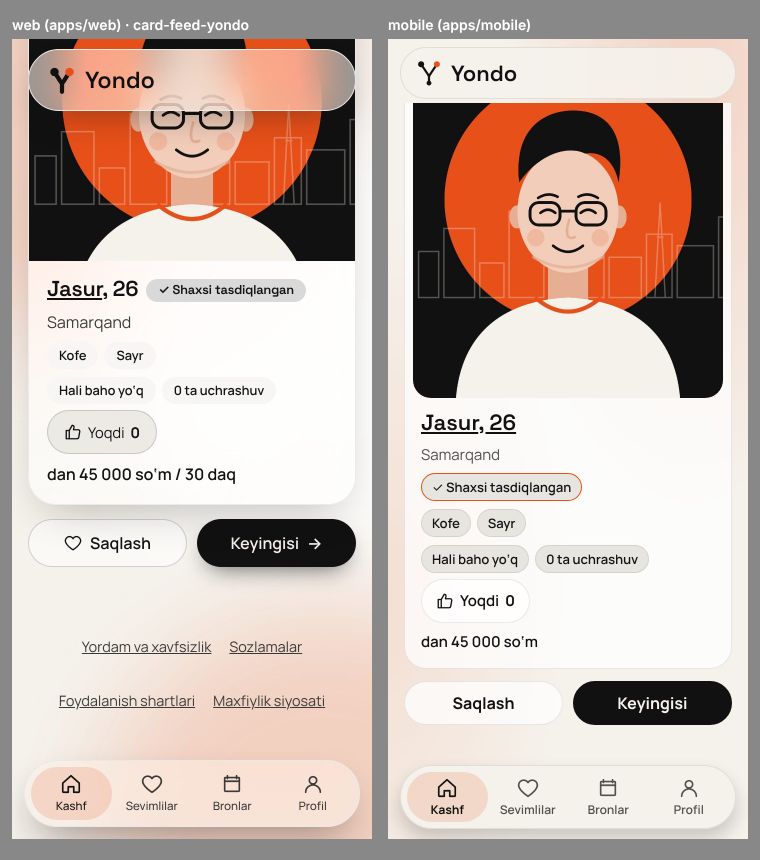 web (apps/web) · card-feed-yondo
Yondo
Jasur, 26 ✓ Shaxsi tasdiqlangan
Samarqand
Kofe Sayr
Hali baho yo‘q 0 ta uchrashuv
Yoqdi 0
dan 45 000 so‘m / 30 daq
Saqlash Keyingisi →
Yordam va xavfsizlik Sozlamalar
Foydalanish shartlari Maxfiylik siyosati
Kashf Sevimlilar Bronlar Profil
mobile (apps/mobile)
Yondo
Jasur, 26
Samarqand
✓ Shaxsi tasdiqlangan
Kofe Sayr
Hali baho yo‘q 0 ta uchrashuv
Yoqdi 0
dan 45 000 so‘m
Saqlash Keyingisi
Kashf Sevimlilar Bronlar Profil